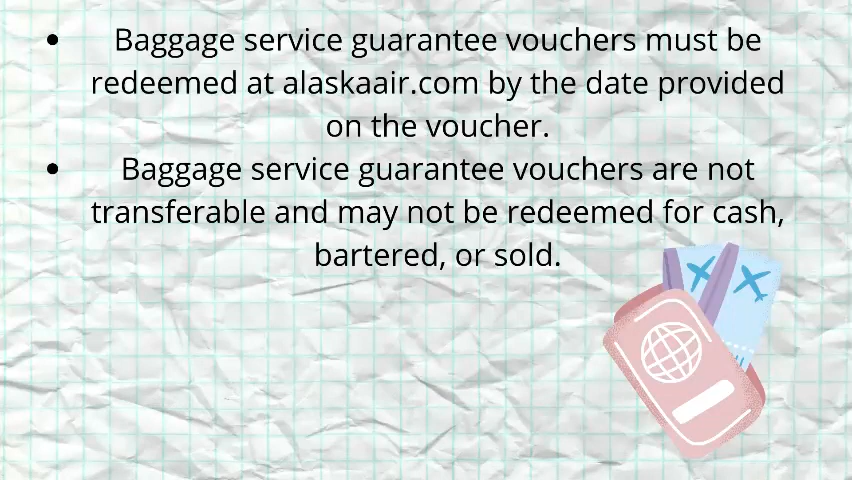 • Baggage service guarantee vouchers must be
redeemed at alaskaair.com by the date provided
on the voucher.
• Baggage service guarantee vouchers are not
transferable and may not be redeemed for cash,
bartered, or sold.